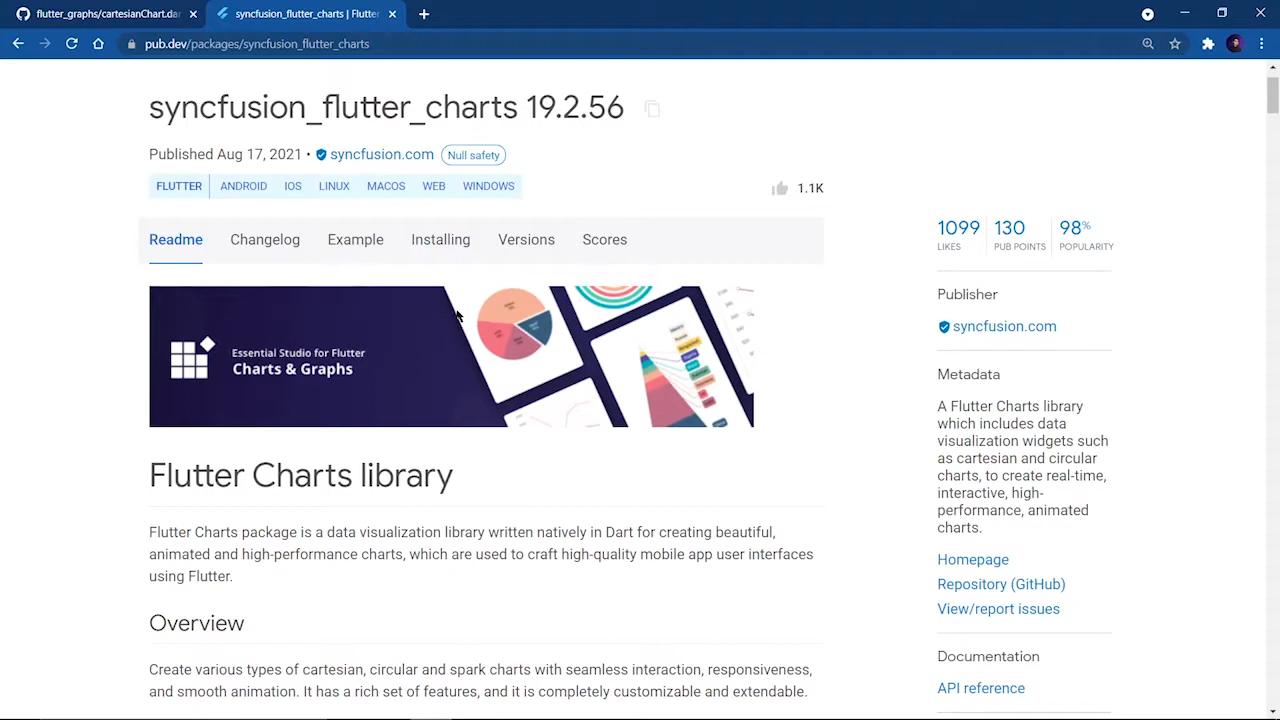 flutter_graphs/cartesianChart.da
syncfusion_flutter_charts | Flutter
pub.dev/packages/syncfusion_flutter_charts
syncfusion_flutter_charts 19.2.56
Published Aug 17, 2021 • syncfusion.com Null safety
FLUTTER ANDROID IOS LINUX MACOS WEB WINDOWS
1.1K
Readme Changelog Example Installing Versions Scores
1099 130 98%
LIKES PUB POINTS POPULARITY
Essential Studio for Flutter
Charts & Graphs
Flutter Charts library
Flutter Charts package is a data visualization library written natively in Dart for creating beautiful,
animated and high-performance charts, which are used to craft high-quality mobile app user interfaces
using Flutter.
Overview
Create various types of cartesian, circular and spark charts with seamless interaction, responsiveness,
and smooth animation. It has a rich set of features, and it is completely customizable and extendable.
Publisher
syncfusion.com
Metadata
A Flutter Charts library
which includes data
visualization widgets such
as cartesian and circular
charts, to create real-time,
interactive, high-
performance, animated
charts.
Homepage
Repository (GitHub)
View/report issues
Documentation
API reference